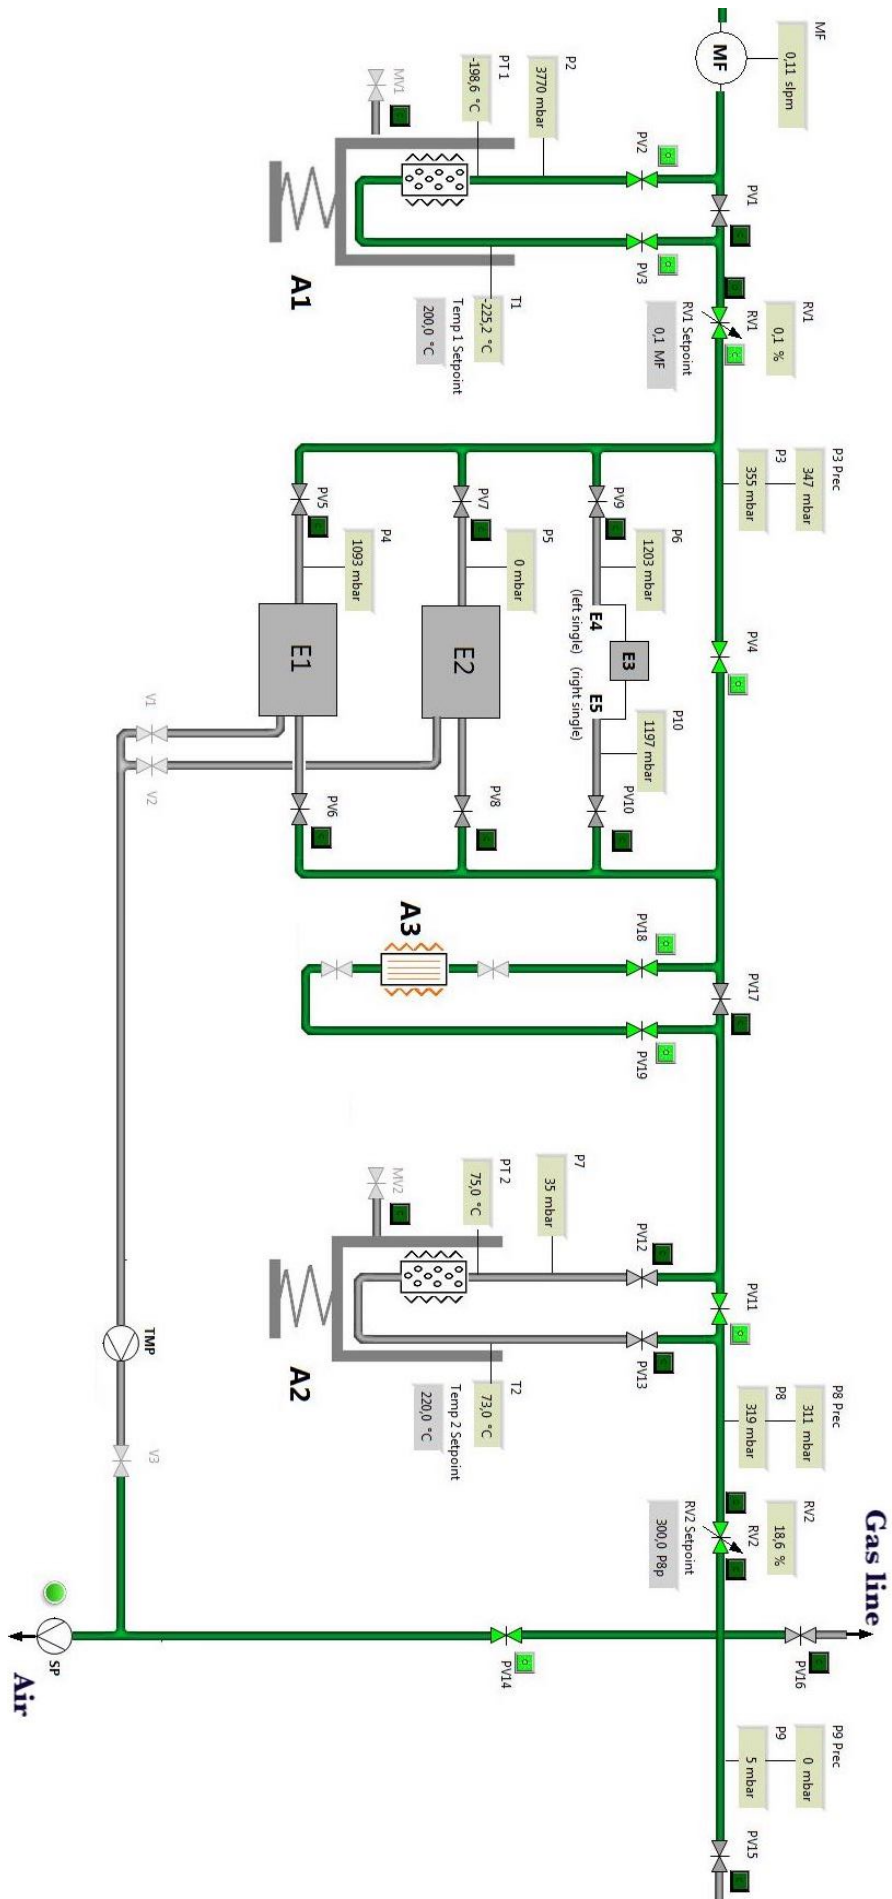 MF
0,11 slpm
MF
P2
3770 mbar
PT 1
-198,6 °C
MV1
PV2
PV1
PV3
A1
T1
-225,2 °C
Temp 1 Setpoint
200,0 °C
RV1
0,1 %
RV1
RV1 Setpoint
0,1 MF
P3 Prec
347 mbar
P3
355 mbar
PV5
PV7
PV9
P4
1093 mbar
P5
0 mbar
P6
1203 mbar
E1
E2
E3
E4
(left single)
E5
(right single)
P10
1197 mbar
PV4
V1
V2
PV6
PV8
PV10
A3
PV18
PV17
PV19
P7
35 mbar
PT 2
75,0 °C
MV2
PV12
PV11
PV13
A2
T2
73,0 °C
Temp 2 Setpoint
220,0 °C
TMP
V3
P8 Prec
311 mbar
P8
319 mbar
RV2
18,6 %
RV2
RV2 Setpoint
300,0 P8p
Gas line
PV16
PV14
SP
Air
P9 Prec
0 mbar
P9
5 mbar
PV15